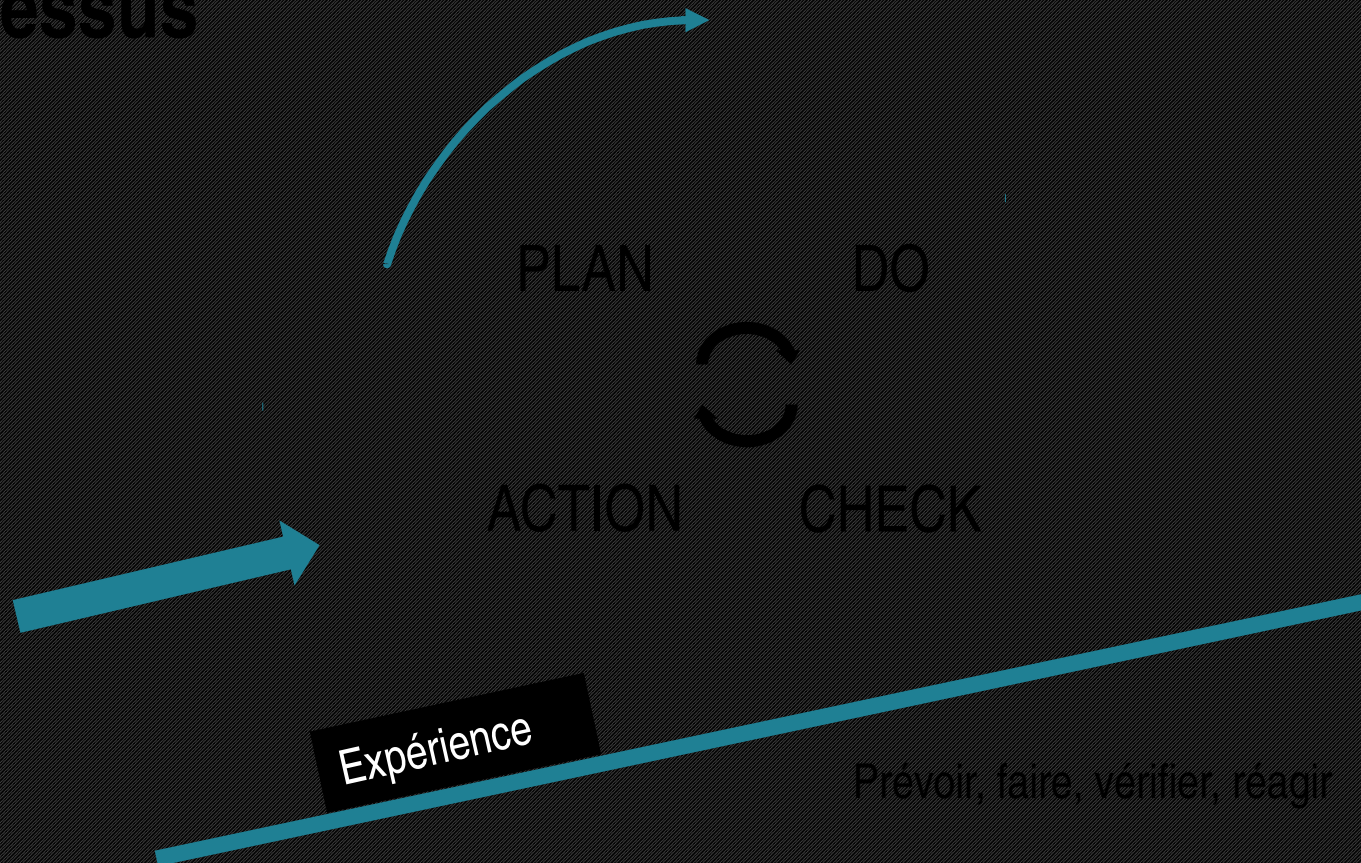 essus
PLAN DO
ACTION CHECK
Expérience
Prévoir, faire, vérifier, réagir